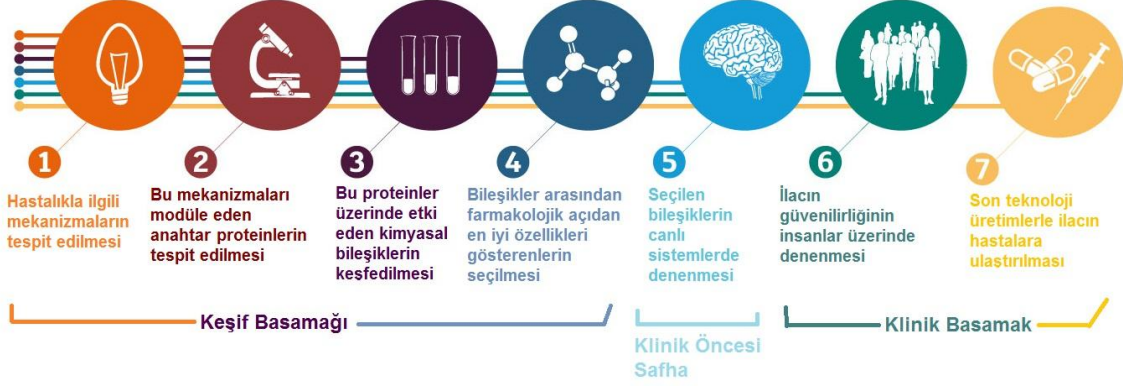 1
Hastalıkla ilgili
mekanizmaların
tespit edilmesi
2
Bu mekanizmaları
modüle eden
anahtar proteinlerin
tespit edilmesi
3
Bu proteinler
üzerinde etki
eden kimyasal
bileşiklerin
keşfedilmesi
4
Bileşikler arasından
farmakolojik açıdan
en iyi özellikleri
gösterenlerin
seçilmesi
5
Seçilen
bileşiklerin
canlı
sistemlerde
denenmesi
6
İlacın
güvenilirliğinin
insanlar üzerinde
denenmesi
7
Son teknoloji
üretimlerle ilacın
hastalara
ulaştırılması
Keşif Basamağı
Klinik Öncesi
Safha
Klinik Basamak